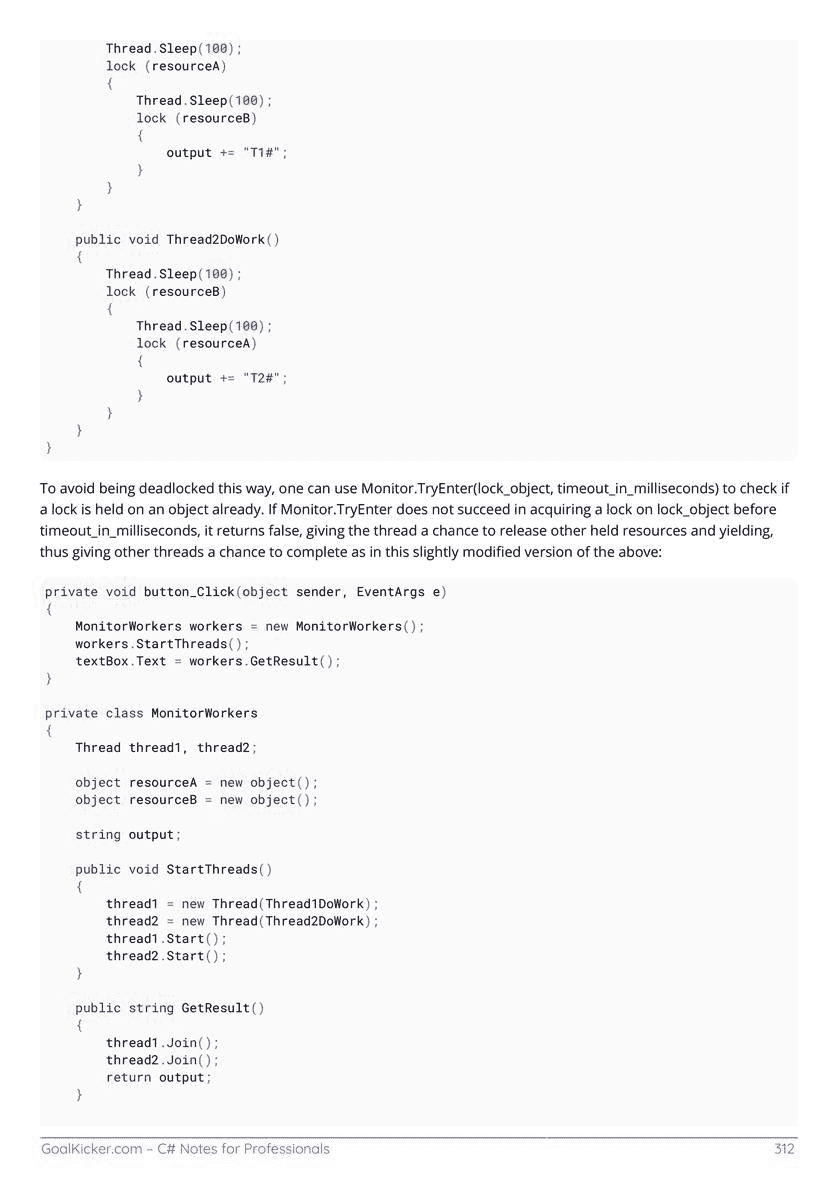 Thread.Sleep(100);
        lock (resourceA)
        {
            Thread.Sleep(100);
            lock (resourceB)
            {
                output += "T1#";
            }
        }
    }

    public void Thread2DoWork()
    {
        Thread.Sleep(100);
        lock (resourceB)
        {
            Thread.Sleep(100);
            lock (resourceA)
            {
                output += "T2#";
            }
        }
    }
}

To avoid being deadlocked this way, one can use Monitor.TryEnter(lock_object, timeout_in_milliseconds) to check if
a lock is held on an object already. If Monitor.TryEnter does not succeed in acquiring a lock on lock_object before
timeout_in_milliseconds, it returns false, giving the thread a chance to release other held resources and yielding,
thus giving other threads a chance to complete as in this slightly modified version of the above:

private void button_Click(object sender, EventArgs e)
{
    MonitorWorkers workers = new MonitorWorkers();
    workers.StartThreads();
    textBox.Text = workers.GetResult();
}

private class MonitorWorkers
{
    Thread thread1, thread2;

    object resourceA = new object();
    object resourceB = new object();

    string output;

    public void StartThreads()
    {
        thread1 = new Thread(Thread1DoWork);
        thread2 = new Thread(Thread2DoWork);
        thread1.Start();
        thread2.Start();
    }

    public string GetResult()
    {
        thread1.Join();
        thread2.Join();
        return output;
    }

GoalKicker.com – C# Notes for Professionals 312